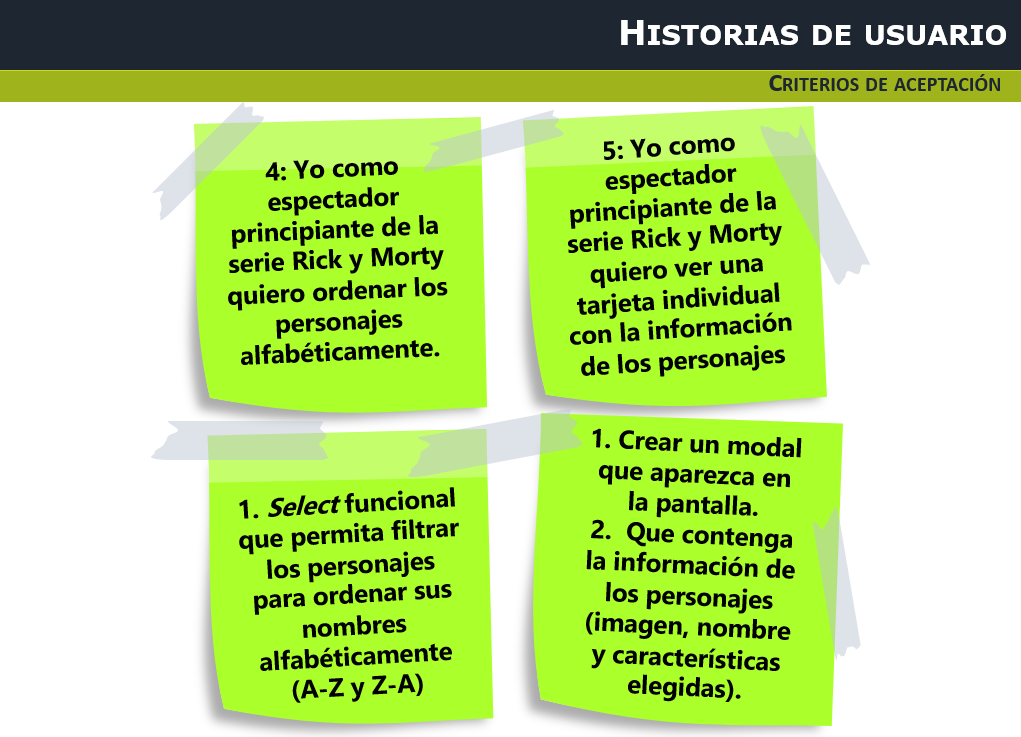 HISTORIAS DE USUARIO
CRITERIOS DE ACEPTACIÓN
4: Yo como
espectador
principiante de la
serie Rick y Morty
quiero ordenar los
personajes
alfabéticamente.
5: Yo como
espectador
principiante de la
serie Rick y Morty
quiero ver una
tarjeta individual
con la información
de los personajes
1. Select funcional
que permita filtrar
los personajes
para ordenar sus
nombres
alfabéticamente
(A-Z y Z-A)
1. Crear un modal
que aparezca en
la pantalla.
2. Que contenga
la información de
los personajes
(imagen, nombre
y características
elegidas).